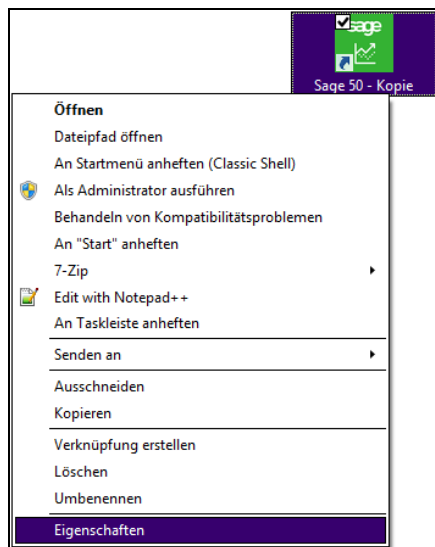 sage
Sage 50 - Kopie
Öffnen
Dateipfad öffnen
An Startmenü anheften (Classic Shell)
Als Administrator ausführen
Behandeln von Kompatibilitätsproblemen
An "Start" anheften
7-Zip
Edit with Notepad++
An Taskleiste anheften
Senden an
Ausschneiden
Kopieren
Verknüpfung erstellen
Löschen
Umbenennen
Eigenschaften